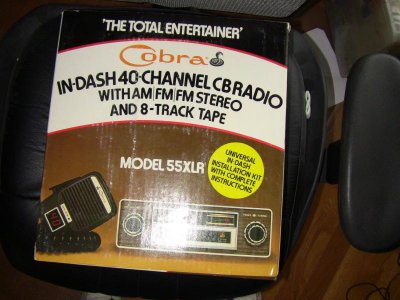 'THE TOTAL ENTERTAINER'
Cobra
IN-DASH 40-CHANNEL CB RADIO
WITH AM/FM/FM STEREO
AND 8-TRACK TAPE
MODEL 55XLR
UNIVERSAL
IN-DASH
INSTALLATION KIT
WITH COMPLETE
INSTRUCTIONS